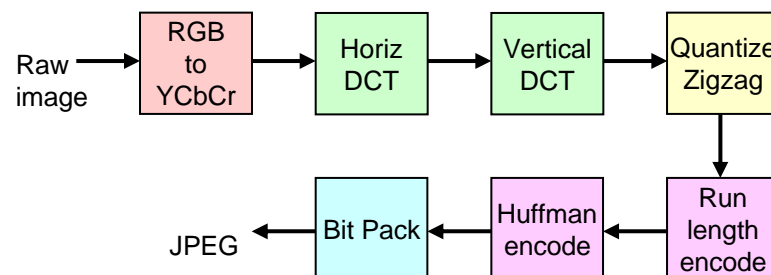 Raw
image
RGB
to
YCbCr
Horiz
DCT
Vertical
DCT
Quantize
Zigzag
Run
length
encode
Huffman
encode
Bit Pack
JPEG